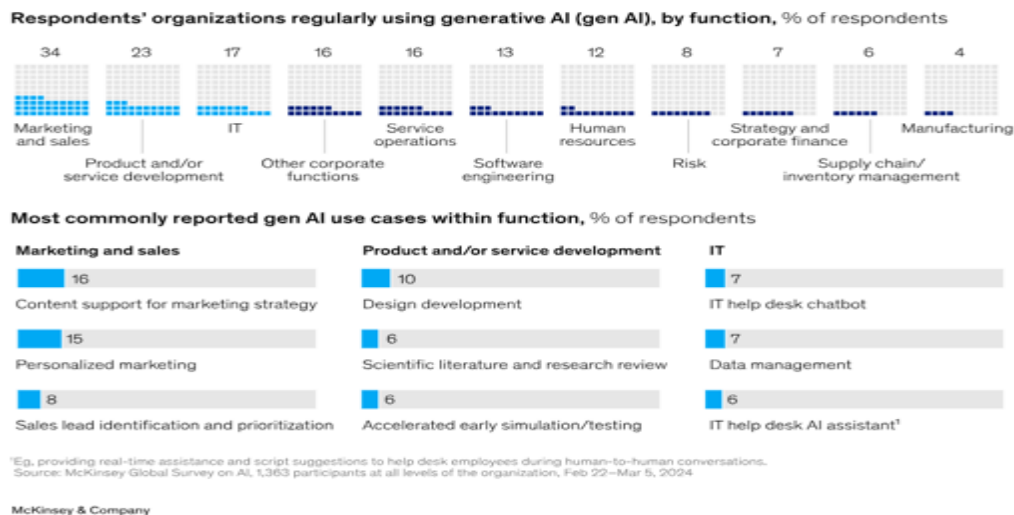 Respondents' organizations regularly using generative AI (gen AI), by function, % of respondents
34 23 17 16 16 13 12 8 7 6 4
Marketing and sales
Product and/or service development
IT
Other corporate functions
Service operations
Software engineering
Human resources
Risk
Strategy and corporate finance
Supply chain/ inventory management
Manufacturing
Most commonly reported gen AI use cases within function, % of respondents
Marketing and sales
16
Content support for marketing strategy
15
Personalized marketing
8
Sales lead identification and prioritization
Product and/or service development
10
Design development
6
Scientific literature and research review
6
Accelerated early simulation/testing
IT
7
IT help desk chatbot
7
Data management
6
IT help desk AI assistant¹
¹Eg, providing real-time assistance and script suggestions to help desk employees during human-to-human conversations.
Source: McKinsey Global Survey on AI, 1,363 participants at all levels of the organization, Feb 22–Mar 5, 2024
McKinsey & Company